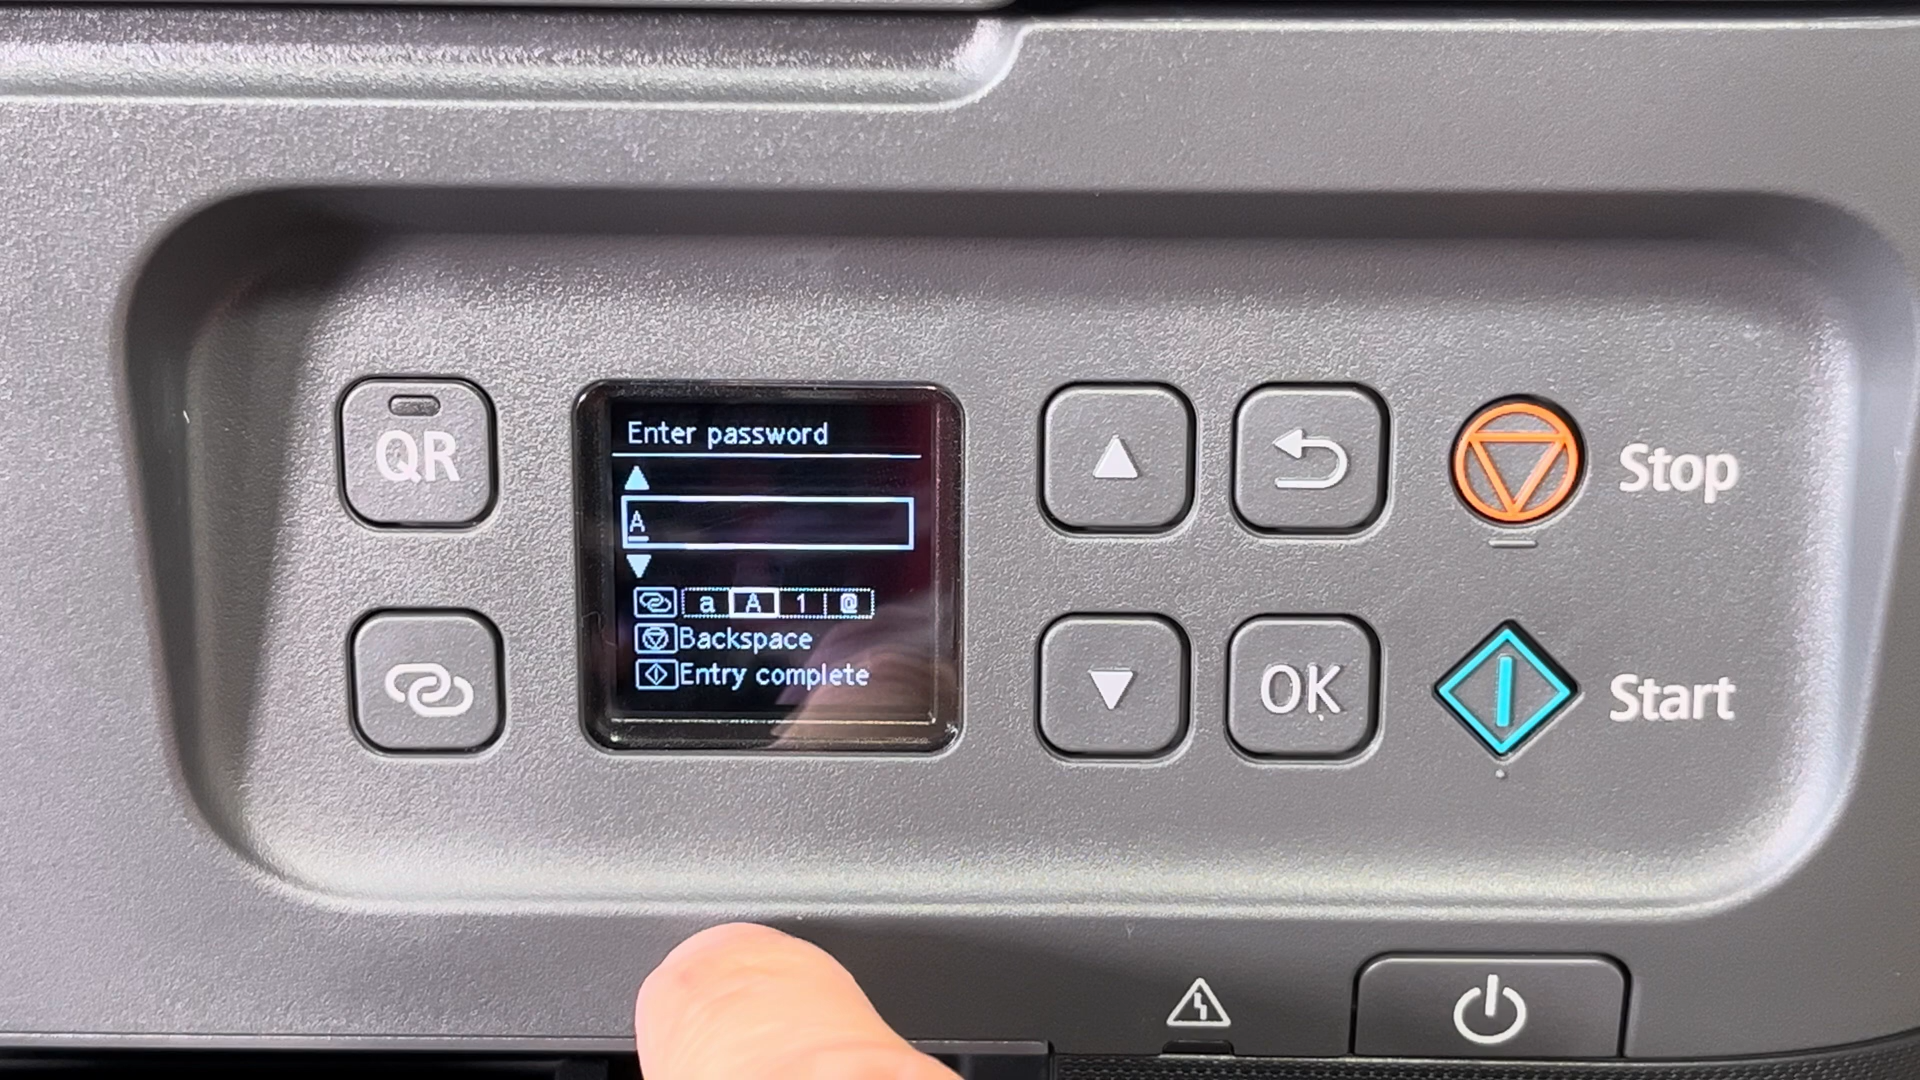 QR
Enter password
A
a A 1 @
Backspace
Entry complete
Stop
OK
Start